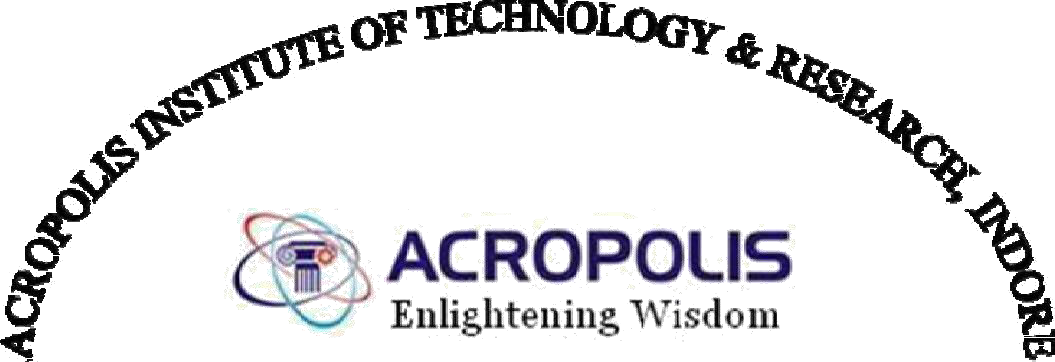 ACROPOLIS INSTITUTE OF TECHNOLOGY & RESEARCH, INDORE
ACROPOLIS
Enlightening Wisdom